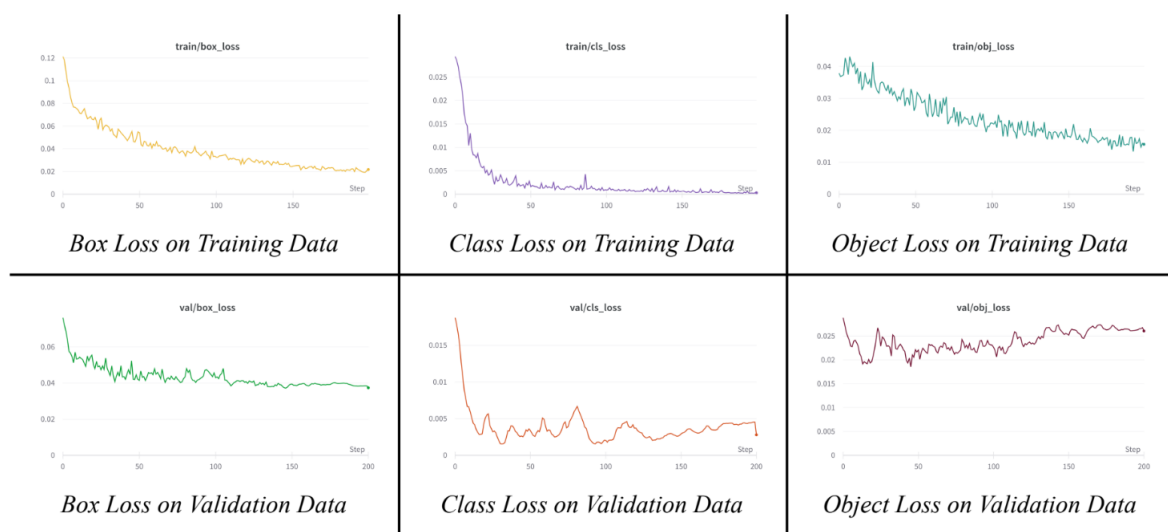 train/box_loss
0.12
0.1
0.08
0.06
0.04
0.02
0
Step
0 50 100 150
Box Loss on Training Data
train/cls_loss
0.025
0.02
0.015
0.01
0.005
0
Step
0 50 100 150
Class Loss on Training Data
train/obj_loss
0.04
0.03
0.02
0.01
0
Step
0 50 100 150
Object Loss on Training Data
val/box_loss
0.06
0.04
0.02
0
Step
0 50 100 150 200
Box Loss on Validation Data
val/cls_loss
0.015
0.01
0.005
0
Step
0 50 100 150 200
Class Loss on Validation Data
val/obj_loss
0.025
0.02
0.015
0.01
0.005
0
Step
0 50 100 150 200
Object Loss on Validation Data